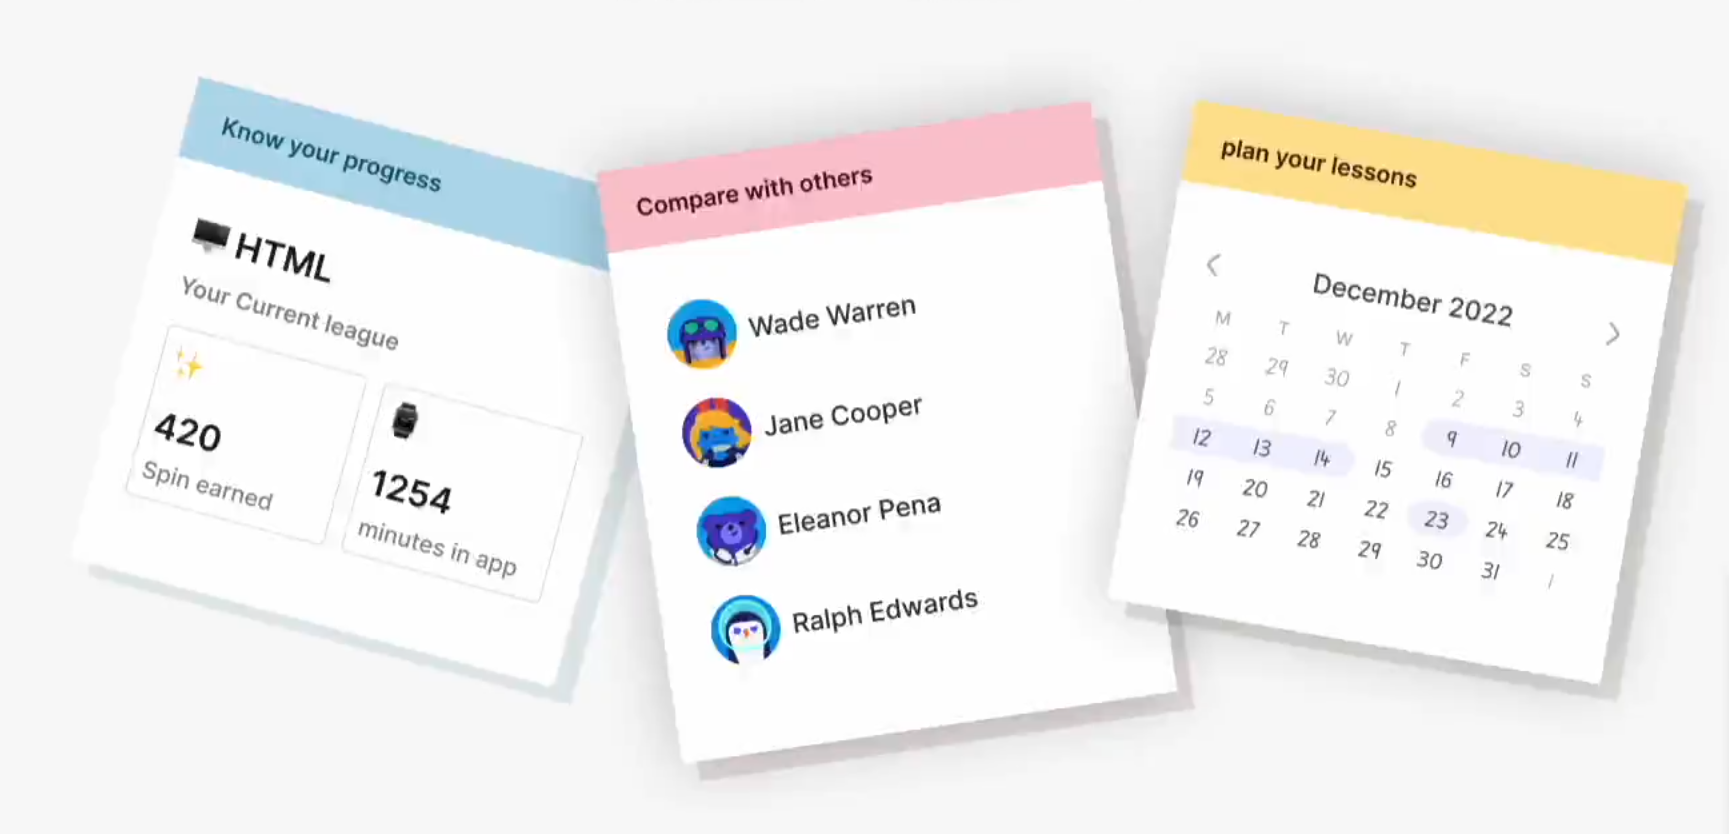 Know your progress
HTML
Your Current league
420
Spin earned
1254
minutes in app
Compare with others
Wade Warren
Jane Cooper
Eleanor Pena
Ralph Edwards
plan your lessons
December 2022
M T W T F S S
28 29 30 1 2 3 4
5 6 7 8 9 10 11
12 13 14 15 16 17 18
19 20 21 22 23 24 25
26 27 28 29 30 31 1